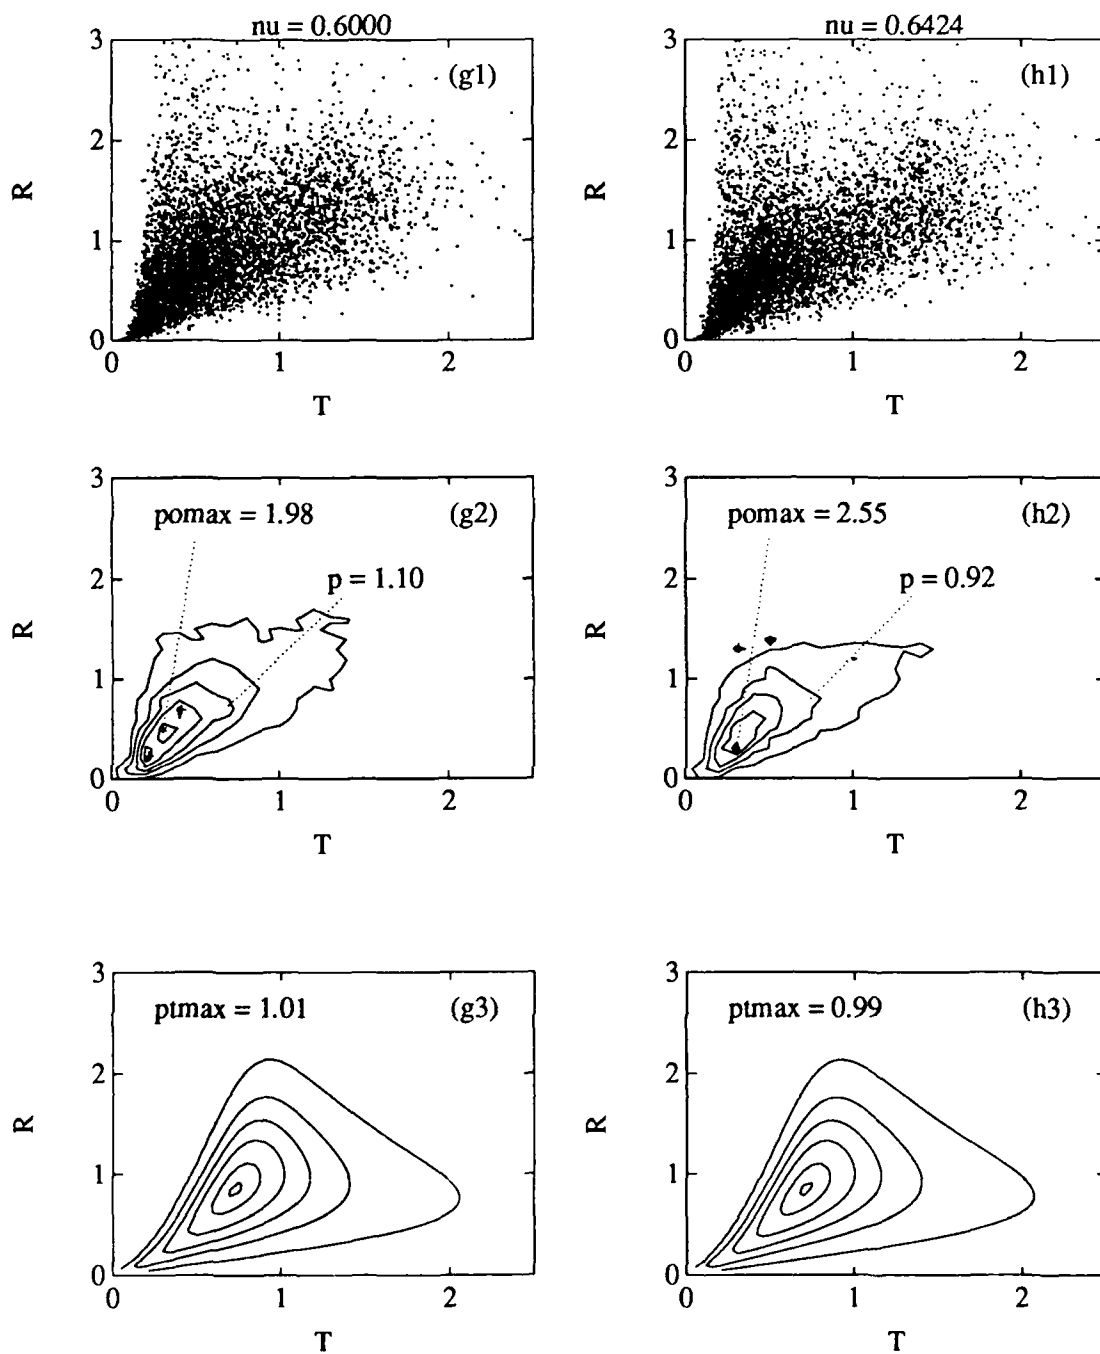 nu = 0.6000
nu = 0.6424
3
(g1)
2
R
1
0
0
1
2
T
3
(h1)
2
R
1
0
0
1
2
T
3
pomax = 1.98
(g2)
p = 1.10
2
R
1
0
0
1
2
T
3
pomax = 2.55
(h2)
p = 0.92
2
R
1
0
0
1
2
T
3
ptmax = 1.01
(g3)
2
R
1
0
0
1
2
T
3
ptmax = 0.99
(h3)
2
R
1
0
0
1
2
T